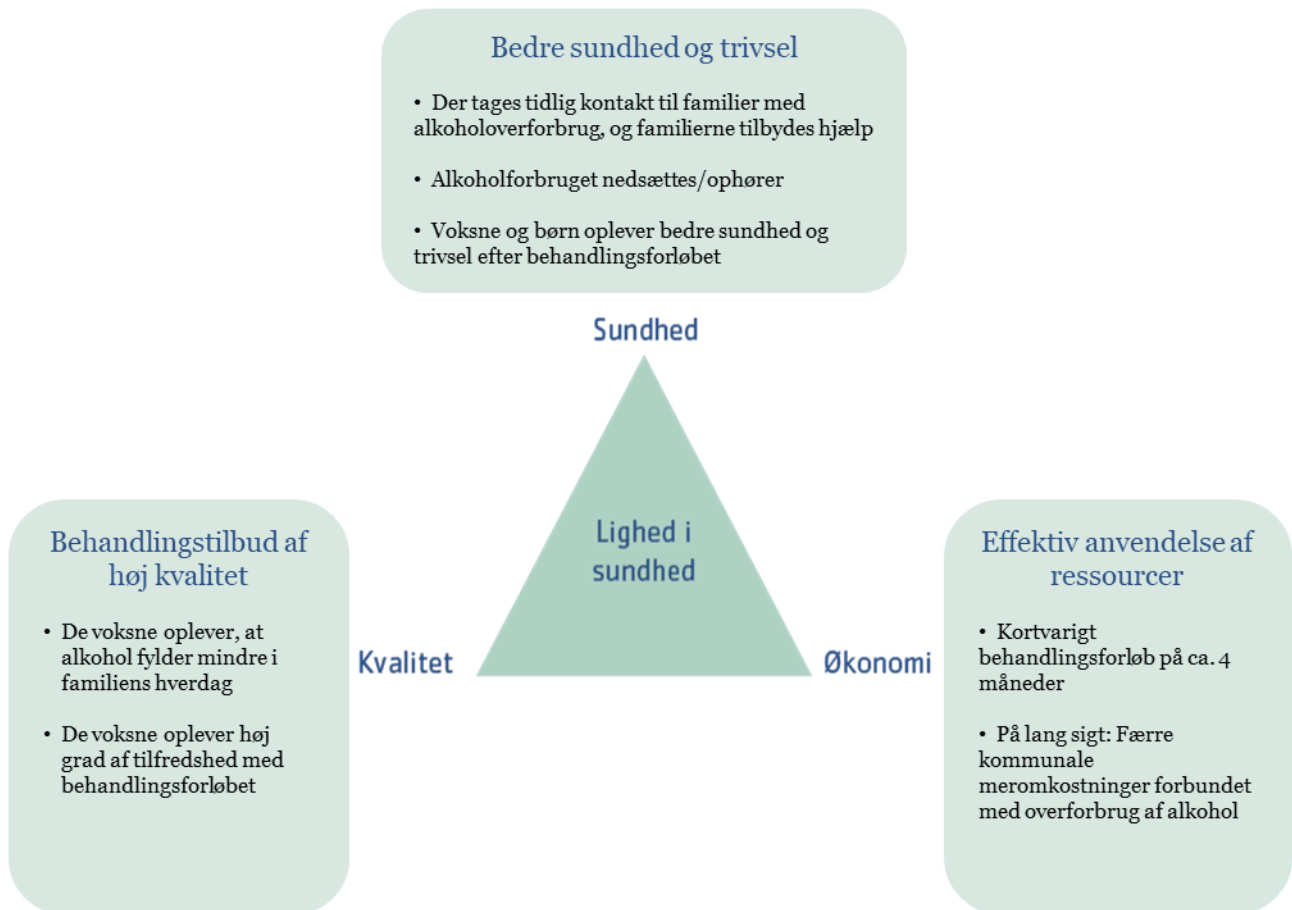 Bedre sundhed og trivsel
• Der tages tidlig kontakt til familier med
alkoholoverforbrug, og familierne tilbydes hjælp
• Alkoholforbruget nedsættes/ophører
• Voksne og børn oplever bedre sundhed og
trivsel efter behandlingsforløbet
Sundhed
Lighed i
sundhed
Kvalitet
Økonomi
Behandlingstilbud af
høj kvalitet
• De voksne oplever, at
alkohol fylder mindre i
familiens hverdag
• De voksne oplever høj
grad af tilfredshed med
behandlingsforløbet
Effektiv anvendelse af
ressourcer
• Kortvarigt
behandlingsforløb på ca. 4
måneder
• På lang sigt: Færre
kommunale
meromkostninger forbundet
med overforbrug af alkohol